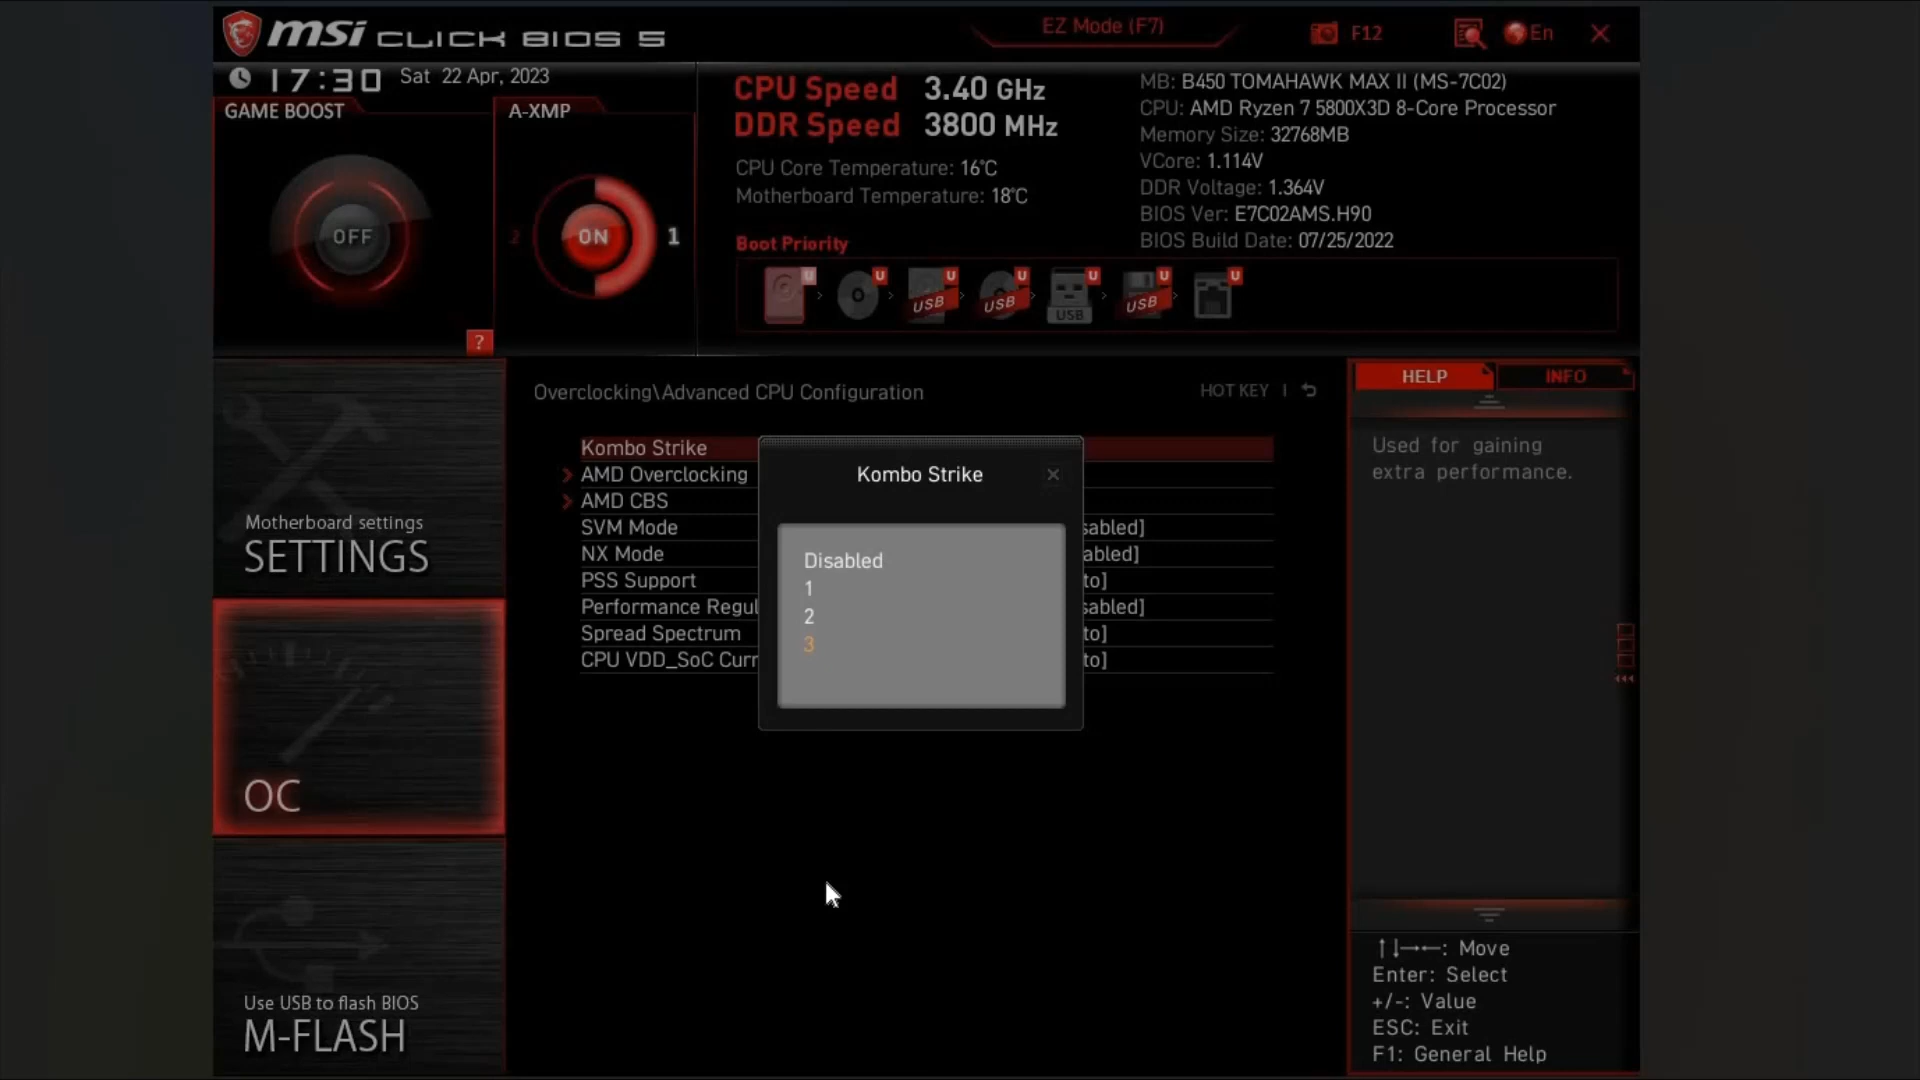 msi CLICK BIOS 5
EZ Mode (F7)
F12
En
17:30 Sat 22 Apr, 2023
GAME BOOST
OFF
?
A-XMP
2
ON
1
CPU Speed 3.40 GHz
DDR Speed 3800 MHz
CPU Core Temperature: 16°C
Motherboard Temperature: 18°C
MB: B450 TOMAHAWK MAX II (MS-7C02)
CPU: AMD Ryzen 7 5800X3D 8-Core Processor
Memory Size: 32768MB
VCore: 1.114V
DDR Voltage: 1.364V
BIOS Ver: E7C02AMS.H90
BIOS Build Date: 07/25/2022
Boot Priority
U U U U U U U
USB USB USB USB
Motherboard settings
SETTINGS
OC
Use USB to flash BIOS
M-FLASH
Overclocking\Advanced CPU Configuration
HOT KEY
Kombo Strike
AMD Overclocking
AMD CBS
SVM Mode sabled]
NX Mode abled]
PSS Support to]
Performance Regul sabled]
Spread Spectrum to]
CPU VDD_SoC Curr to]
Kombo Strike
Disabled
1
2
3
HELP
INFO
Used for gaining
extra performance.
↑↓→←: Move
Enter: Select
+/-: Value
ESC: Exit
F1: General Help